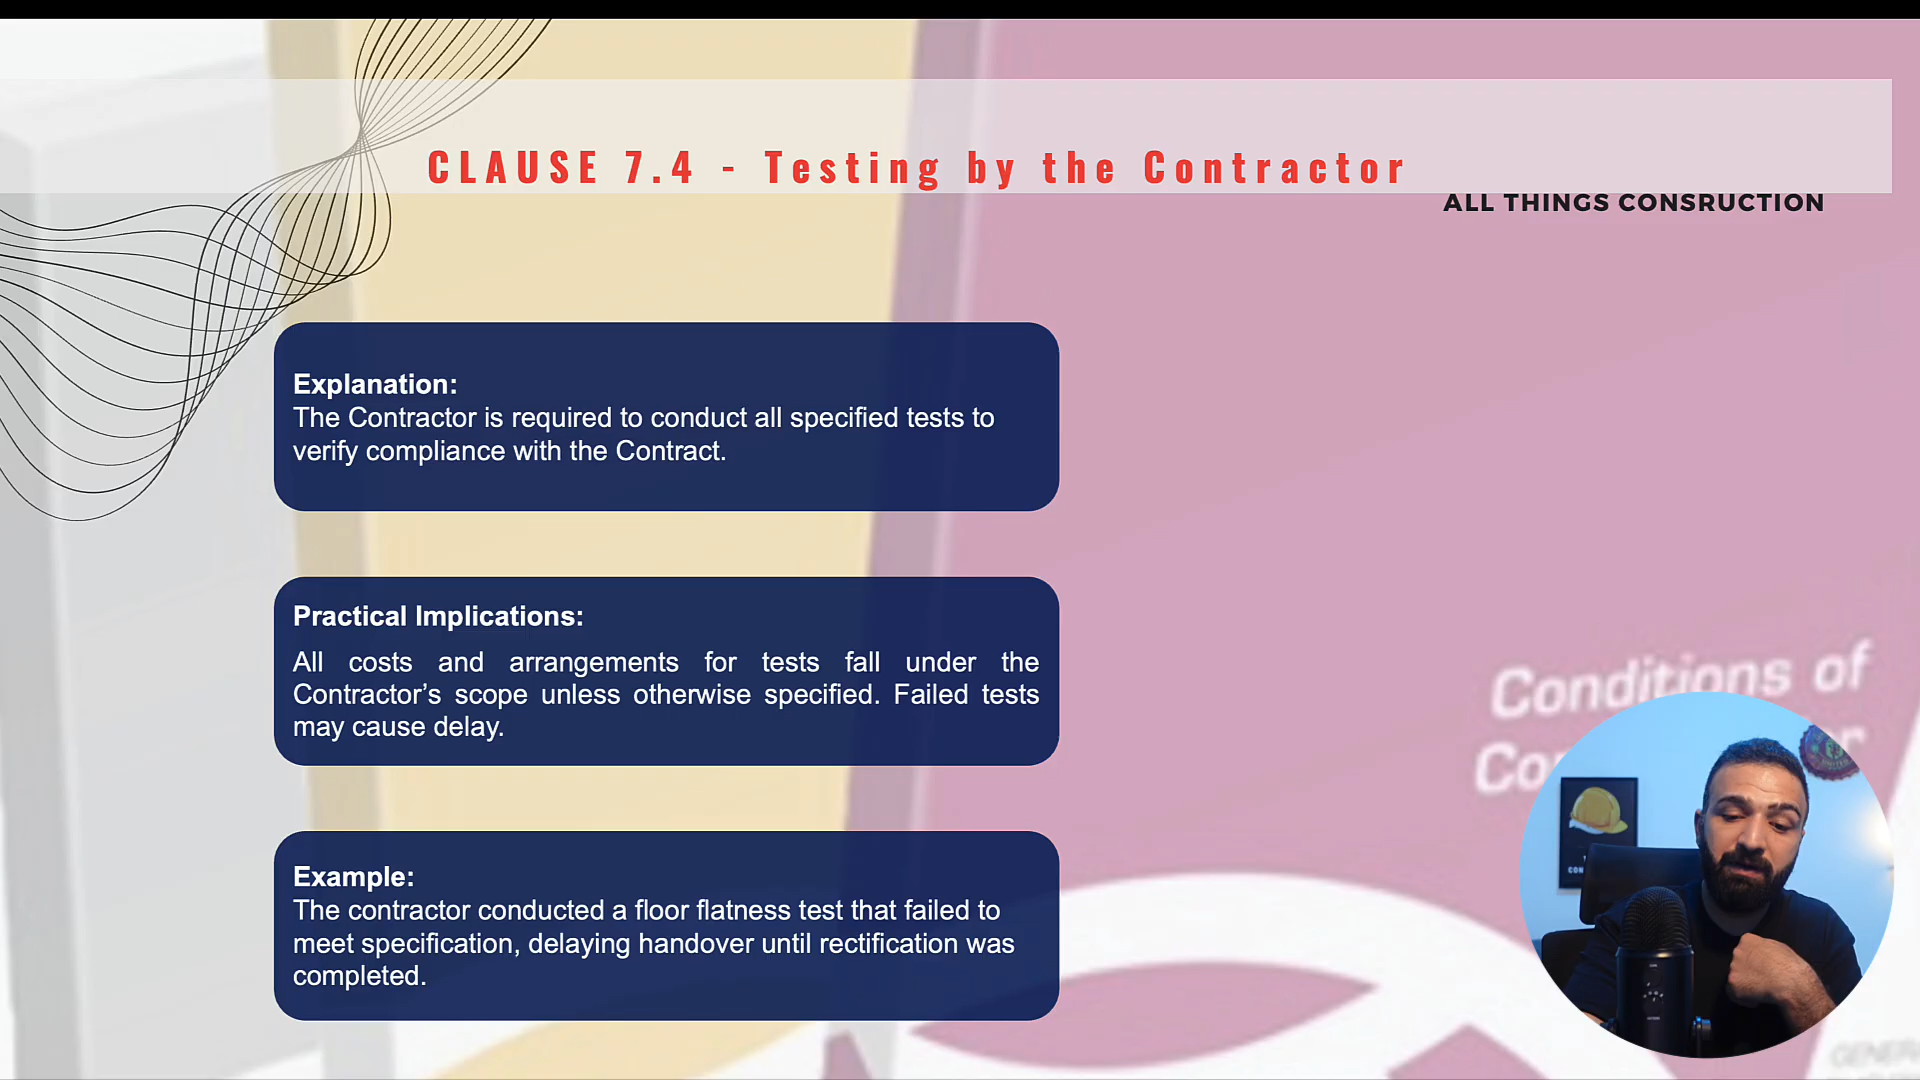 CLAUSE 7.4 - Testing by the Contractor
ALL THINGS CONSRUCTION
Explanation:
The Contractor is required to conduct all specified tests to
verify compliance with the Contract.
Practical Implications:
All costs and arrangements for tests fall under the
Contractor's scope unless otherwise specified. Failed tests
may cause delay.
Example:
The contractor conducted a floor flatness test that failed to
meet specification, delaying handover until rectification was
completed.
Conditions of